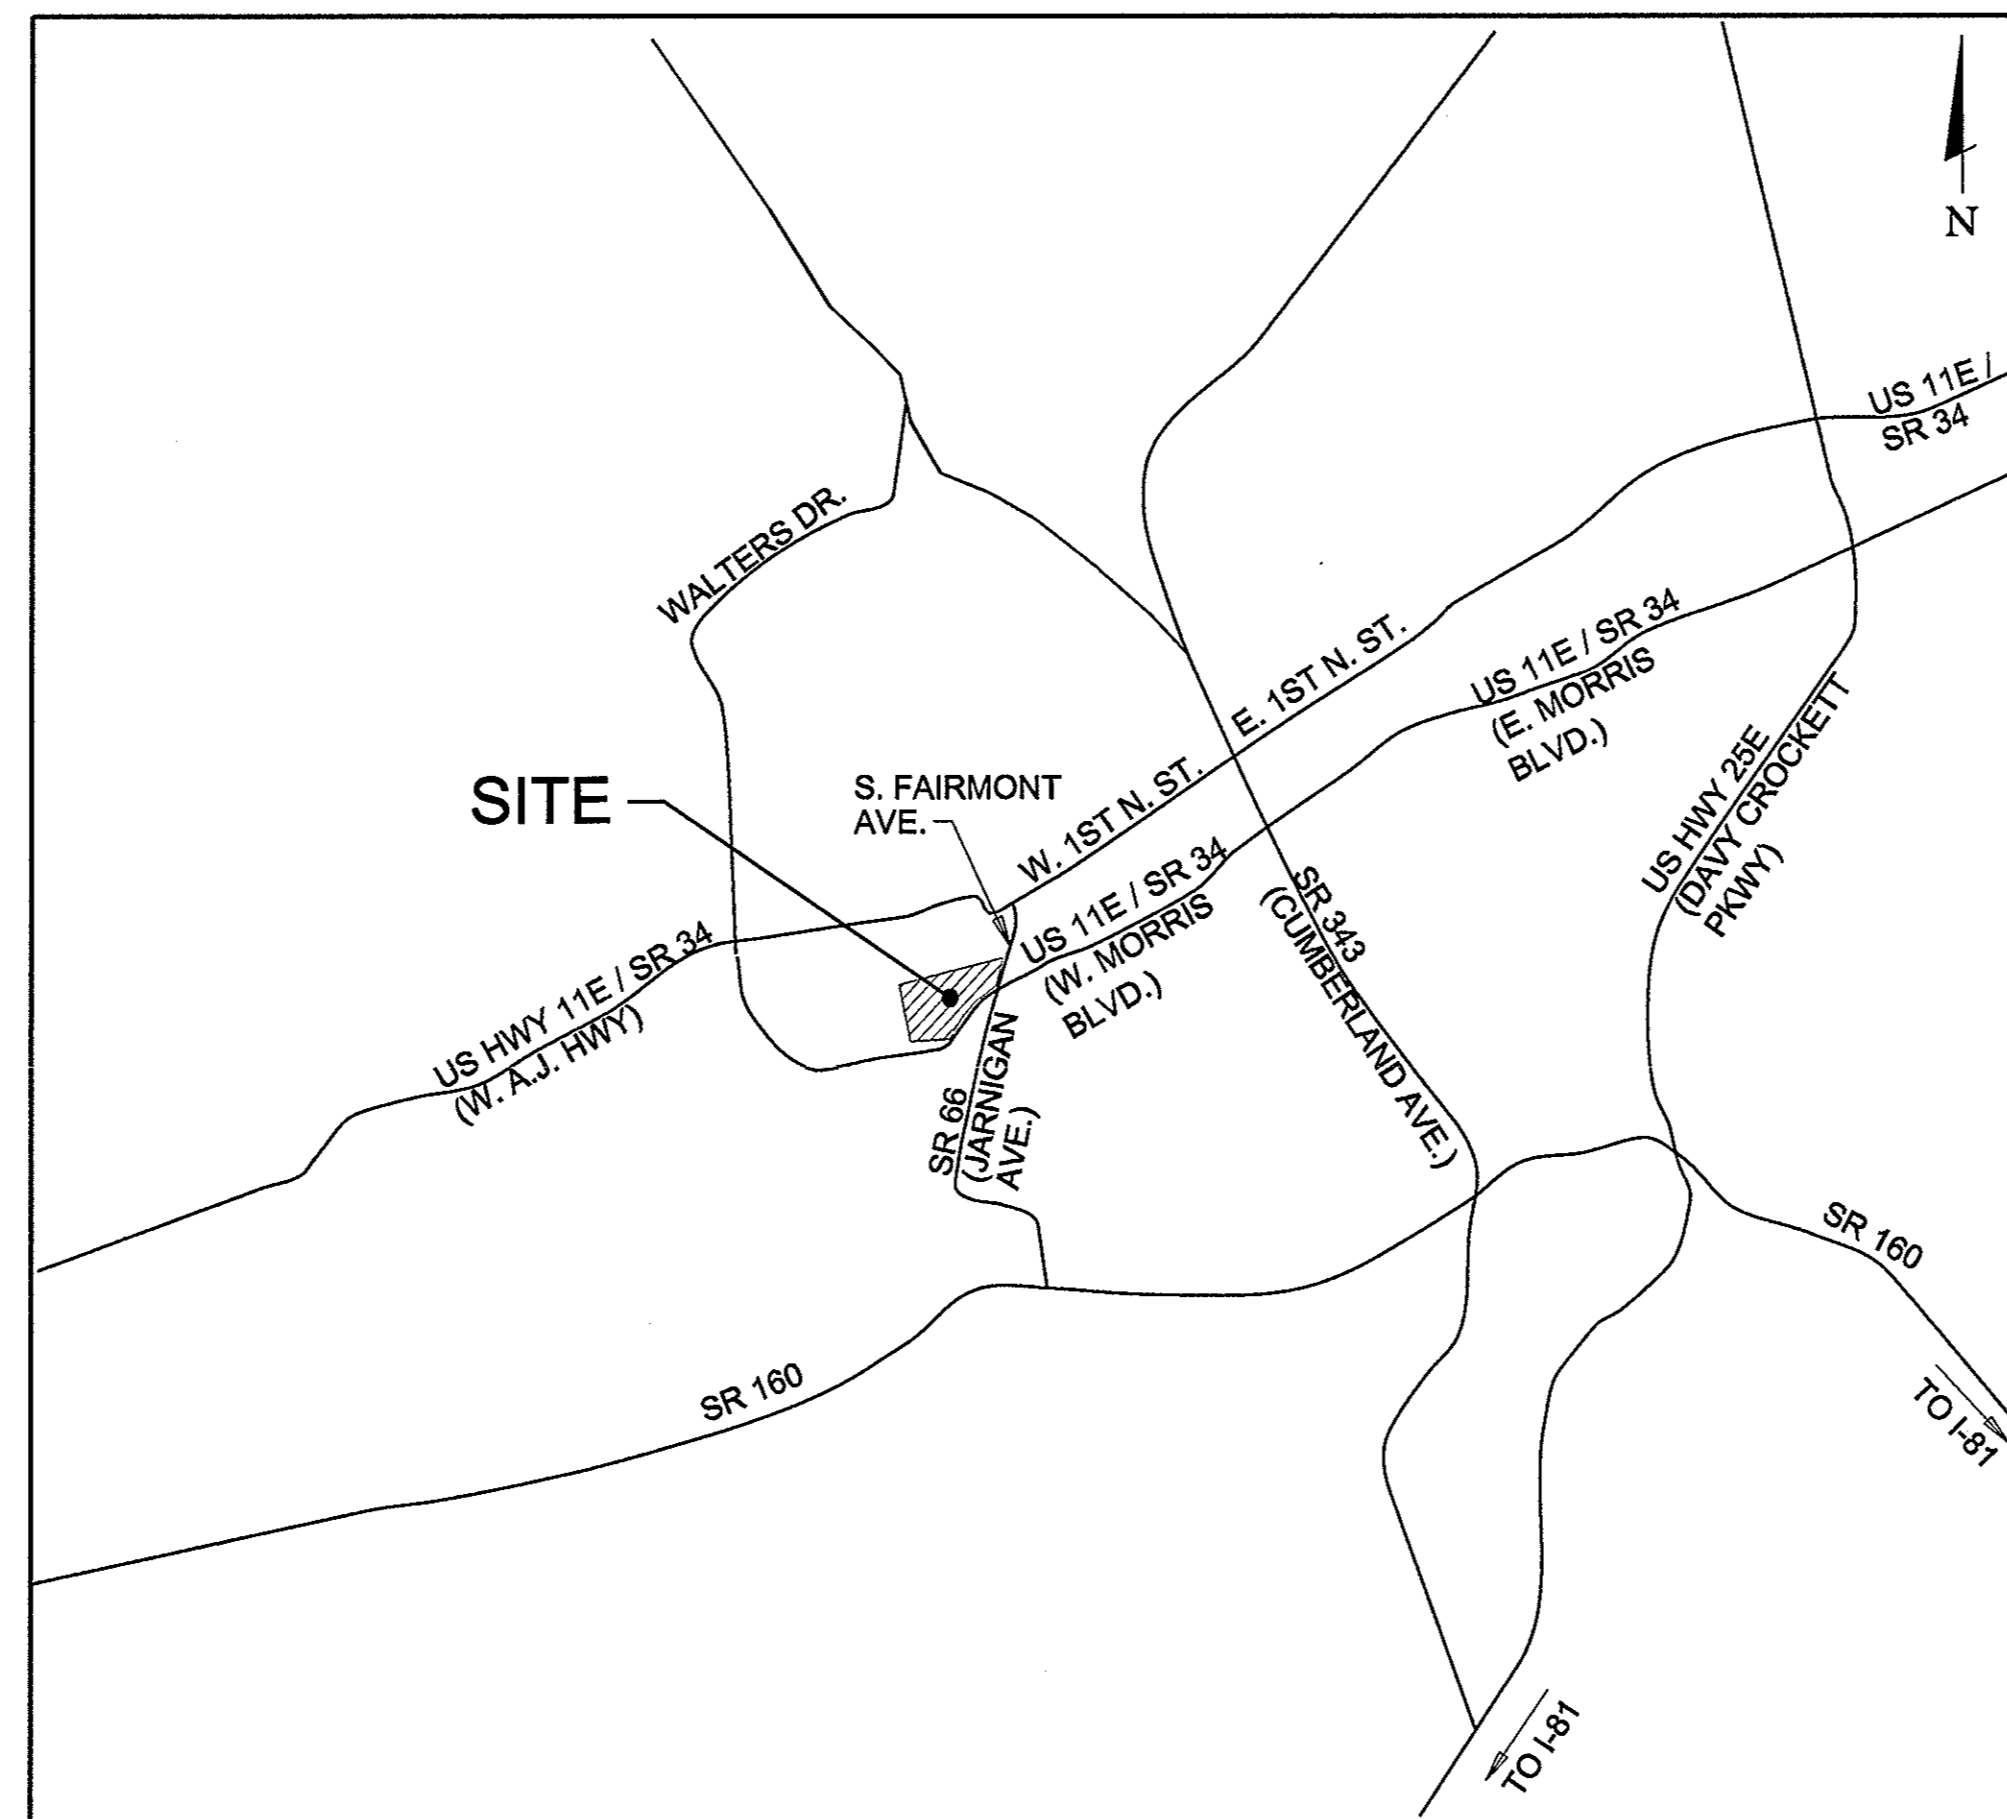 N
US 11E /
SR 34
WALTERS DR.
E. 1ST N. ST.
US 11E / SR 34
(E. MORRIS
BLVD.)
US HWY 25E
(DAVY CROCKETT
PKWY)
SITE
S. FAIRMONT
AVE.
W. 1ST N. ST.
US 11E / SR 34
(W. MORRIS
BLVD.)
SR 343
(CUMBERLAND AVE.)
US HWY 11E / SR 34
(W. A.J. HWY)
SR 66
(JARNIGAN
AVE.)
SR 160
SR 160
TO I-81
TO I-81